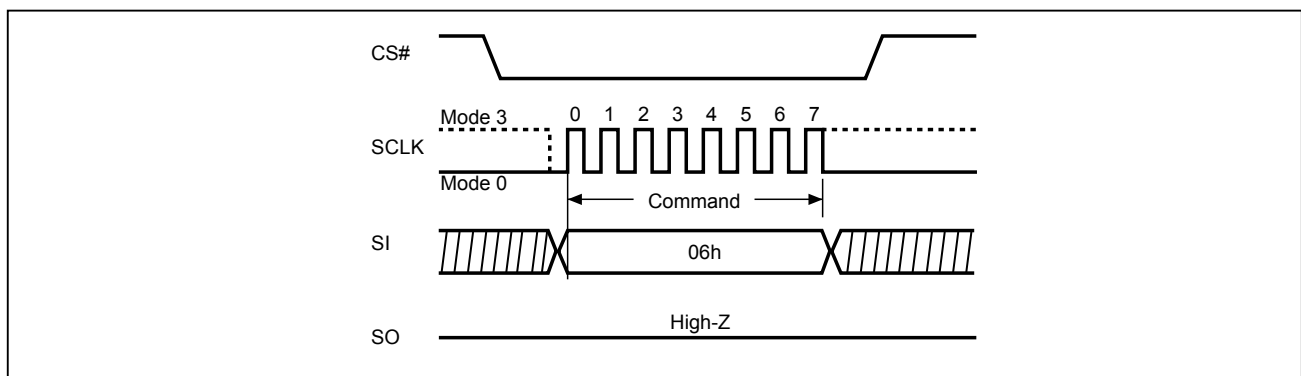 CS#
Mode 3
0 1 2 3 4 5 6 7
SCLK
Mode 0
Command
SI
06h
High-Z
SO